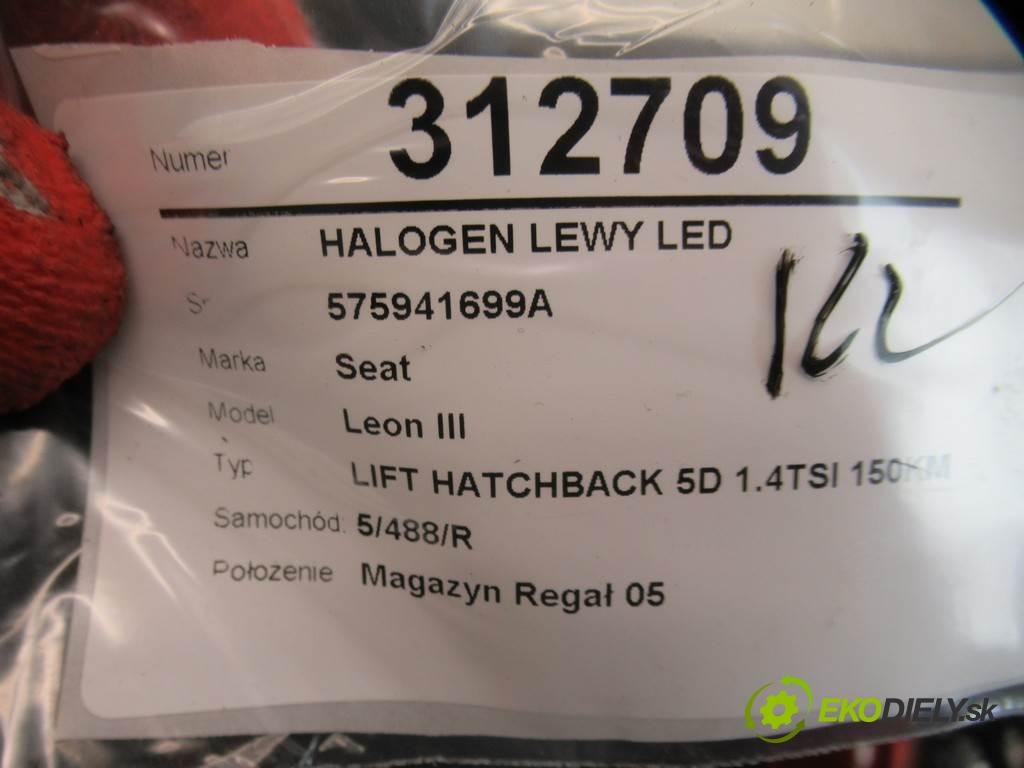 Numer 312709
Nazwa HALOGEN LEWY LED
575941699A
Marka Seat
Model Leon III
Typ LIFT HATCHBACK 5D 1.4TSI 150KM
Samochód: 5/488/R
Położenie Magazyn Regał 05
EKODIELY.sk